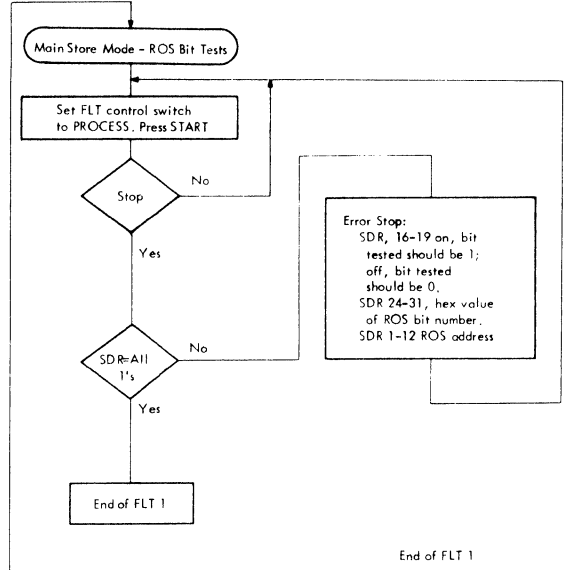 Main Store Mode - ROS Bit Tests
Set FLT control switch
to PROCESS. Press START
Stop
No
Yes
Error Stop:
SDR, 16-19 on, bit
tested should be 1;
off, bit tested
should be 0.
SDR 24-31, hex value
of ROS bit number.
SDR 1-12 ROS address
SDR=All
1's
No
Yes
End of FLT 1
End of FLT 1